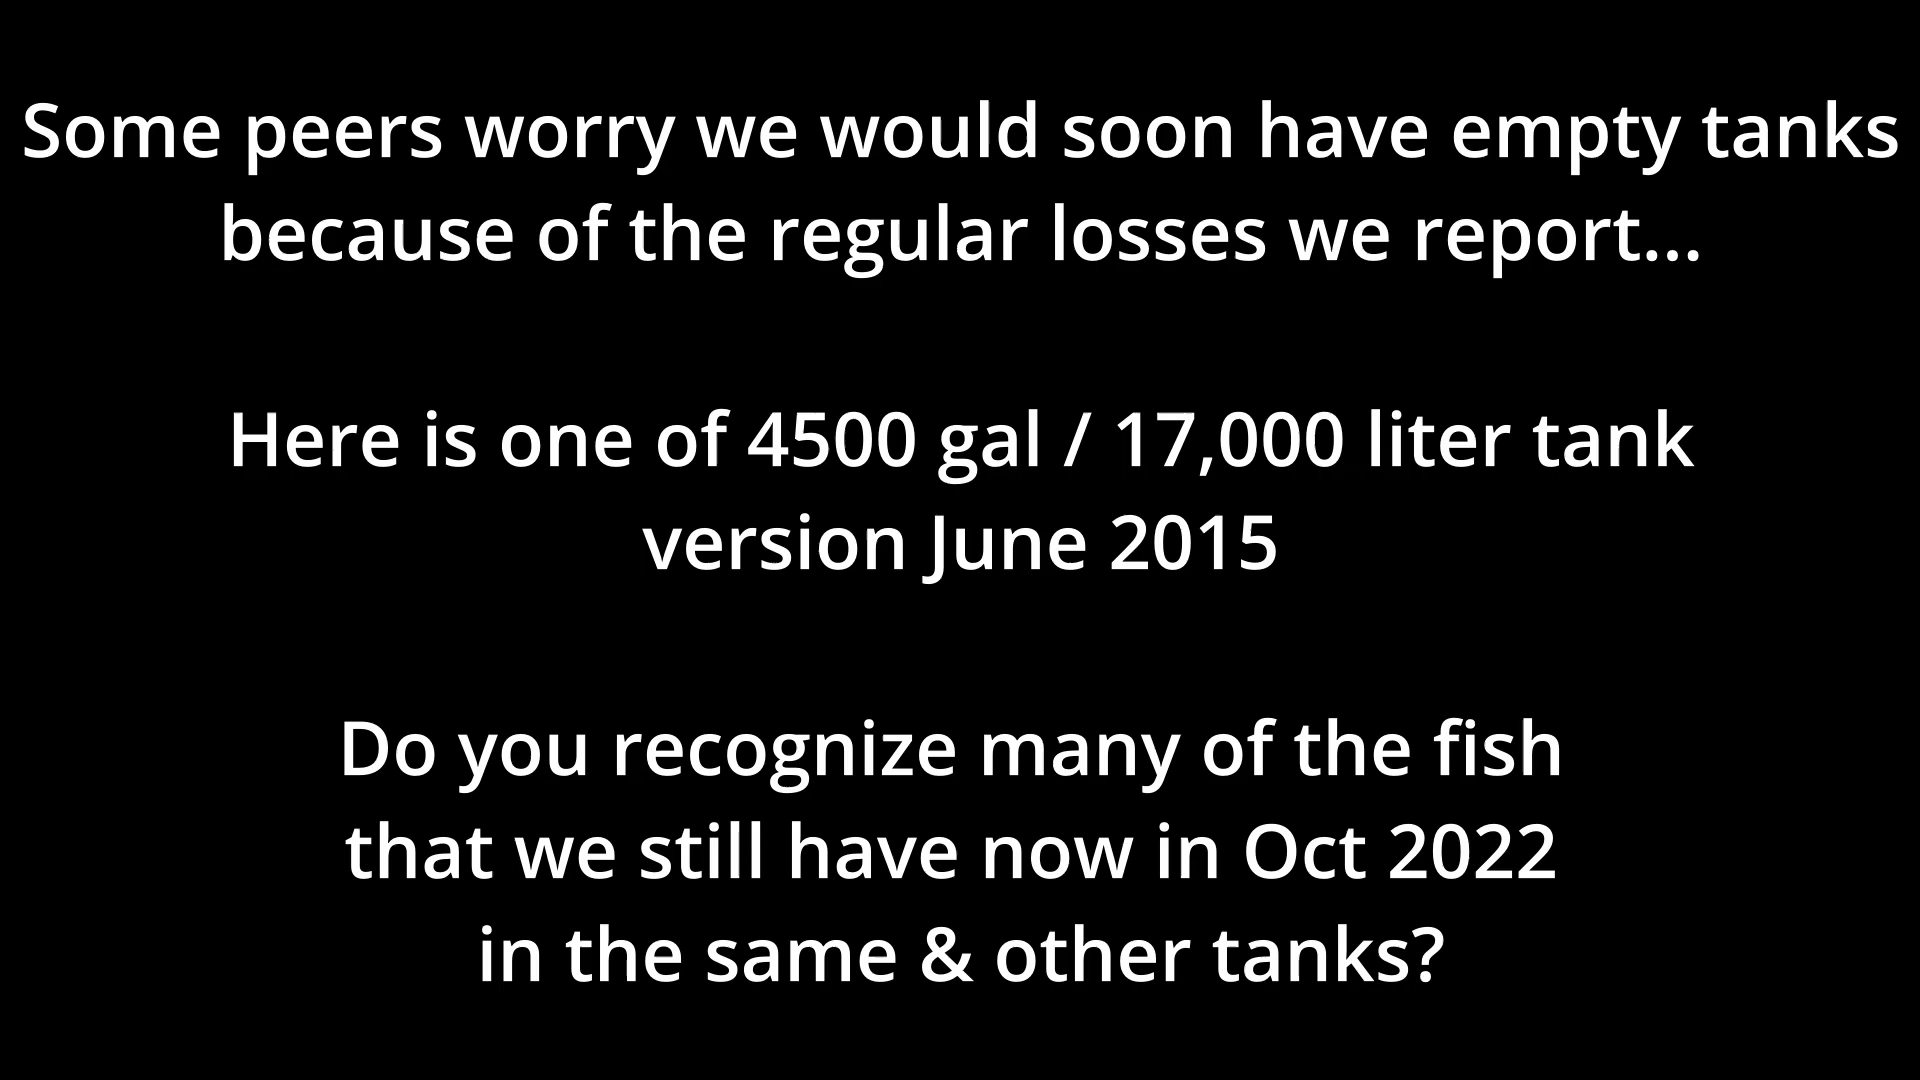 Some peers worry we would soon have empty tanks
because of the regular losses we report...
Here is one of 4500 gal / 17,000 liter tank
version June 2015
Do you recognize many of the fish
that we still have now in Oct 2022
in the same & other tanks?